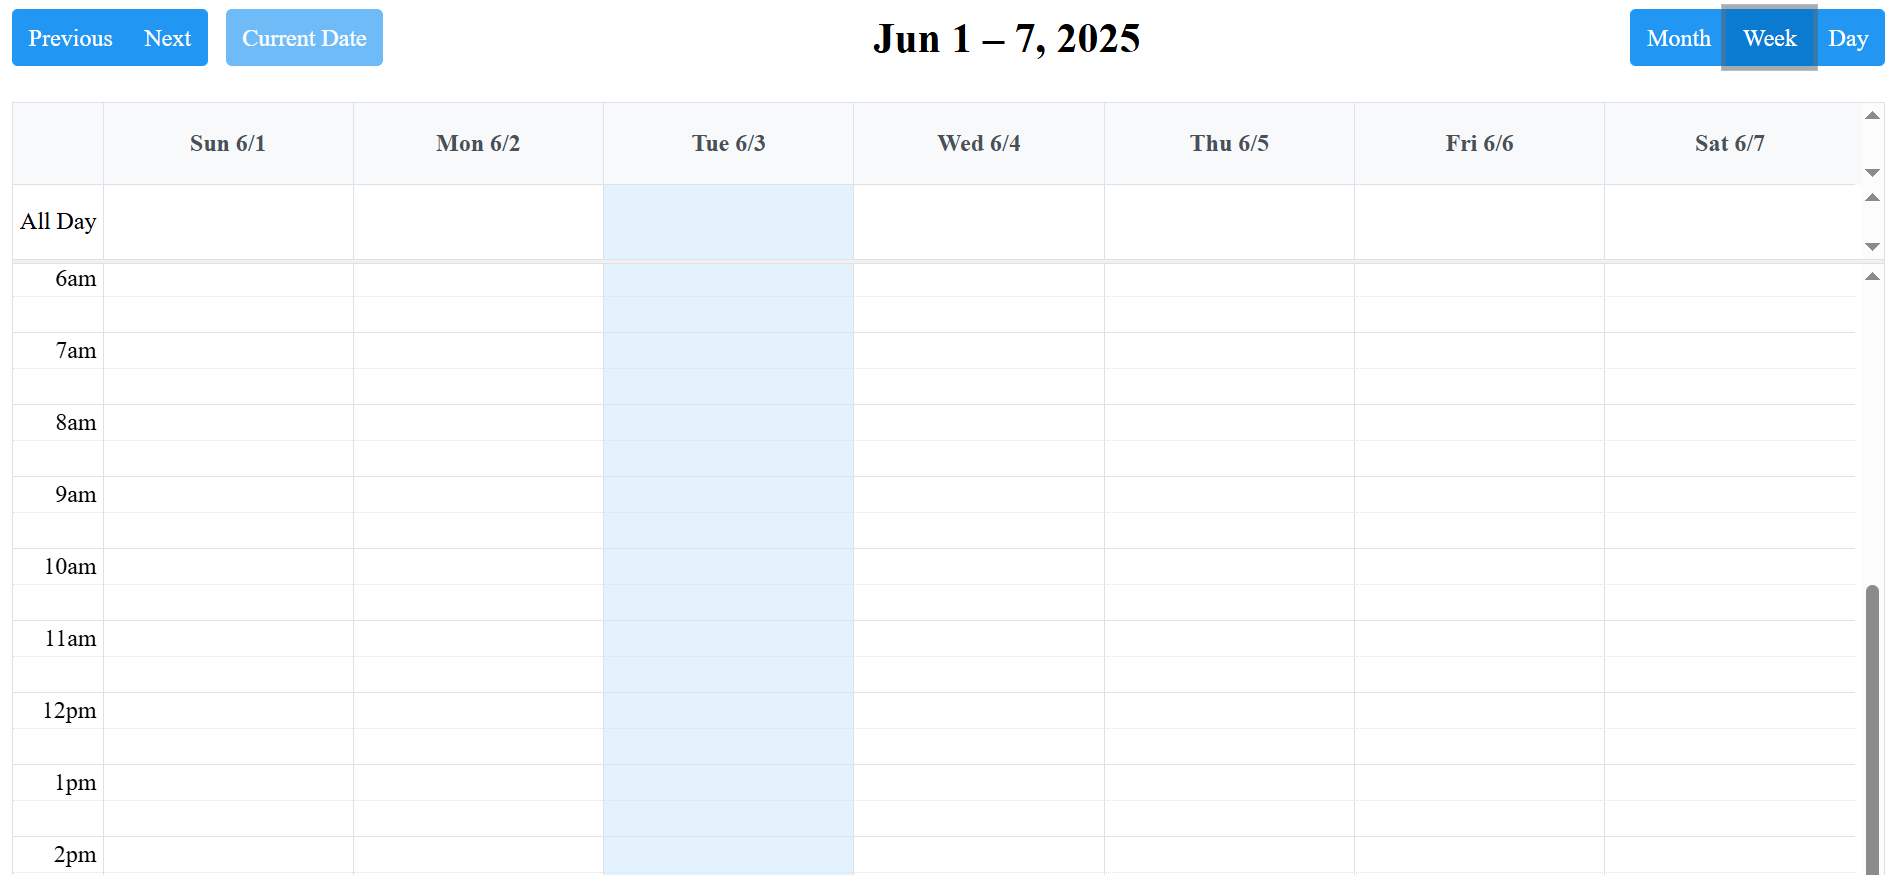 Previous Next Current Date Jun 1 – 7, 2025 Month Week Day
Sun 6/1 Mon 6/2 Tue 6/3 Wed 6/4 Thu 6/5 Fri 6/6 Sat 6/7
All Day
6am
7am
8am
9am
10am
11am
12pm
1pm
2pm